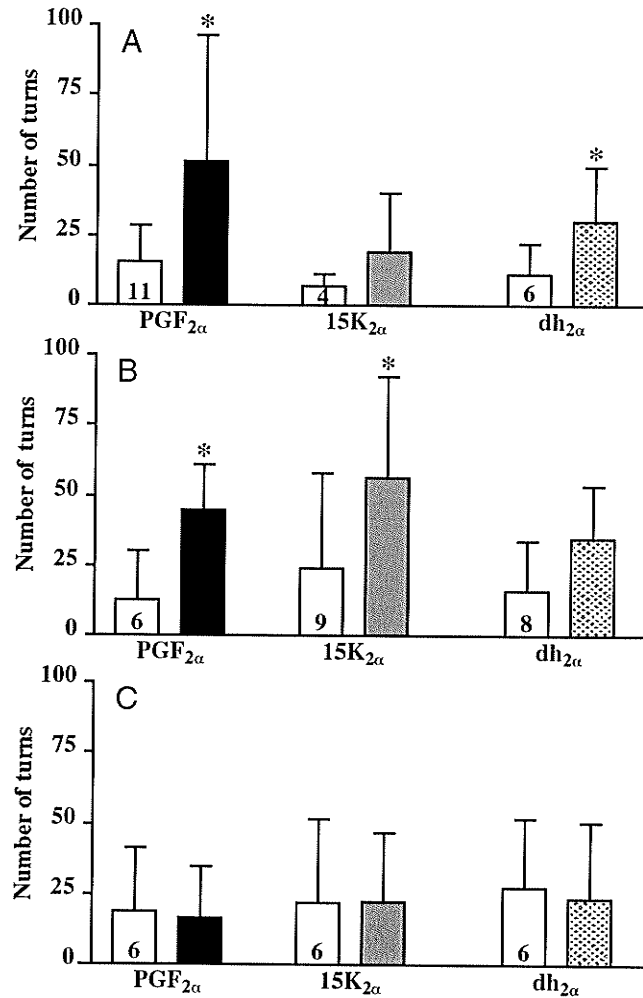 A
Number of turns
100
75
50
25
0
*
*
11
4
6
PGF2α
15K2α
dh2α
B
Number of turns
100
75
50
25
0
*
*
6
9
8
PGF2α
15K2α
dh2α
C
Number of turns
100
75
50
25
0
6
6
6
PGF2α
15K2α
dh2α